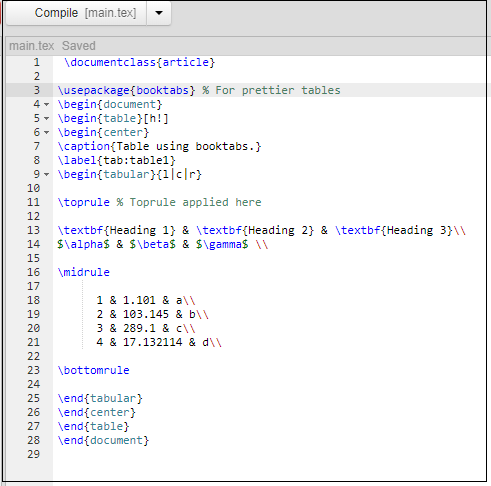 Compile [main.tex]
main.tex Saved
1 \documentclass{article}
2
3 \usepackage{booktabs} % For prettier tables
4 \begin{document}
5 \begin{table}[h!]
6 \begin{center}
7 \caption{Table using booktabs.}
8 \label{tab:table1}
9 \begin{tabular}{l|c|r}
10
11 \toprule % Toprule applied here
12
13 \textbf{Heading 1} & \textbf{Heading 2} & \textbf{Heading 3}\\
14 $\alpha$ & $\beta$ & $\gamma$ \\
15
16 \midrule
17
18 1 & 1.101 & a\\
19 2 & 103.145 & b\\
20 3 & 289.1 & c\\
21 4 & 17.132114 & d\\
22
23 \bottomrule
24
25 \end{tabular}
26 \end{center}
27 \end{table}
28 \end{document}
29